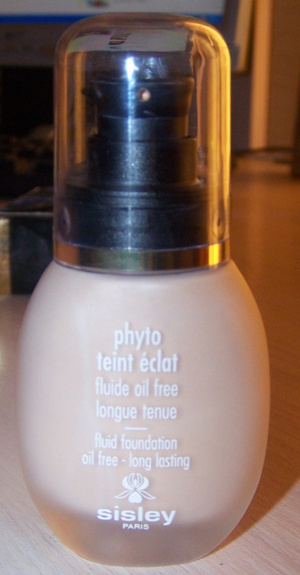 phyto
teint éclat
fluide oil free
longue tenue
fluid foundation
oil free - long lasting
sisley
PARIS